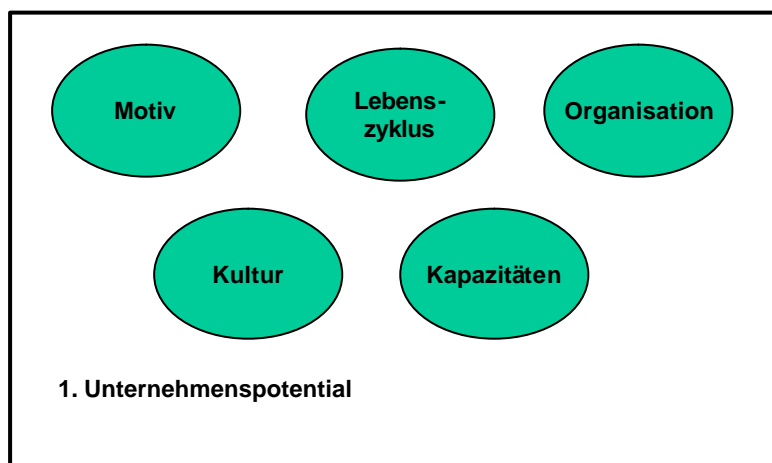 Motiv
Lebens-
zyklus
Organisation
Kultur
Kapazitäten
1. Unternehmenspotential